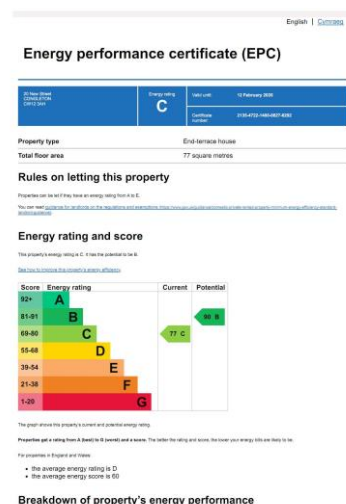 English | Cymraeg
Energy performance certificate (EPC)
Energy rating
C
Valid until
Certificate
number
Property type End-terrace house
Total floor area 77 square metres
Rules on letting this property
Properties can be let if they have an energy rating from A to E.
Energy rating and score
This property's energy rating is C. It has the potential to be B.
See how to improve this property's energy efficiency.
Score Energy rating Current Potential
92+ A
81-91 B 90 B
69-80 C 77 C
55-68 D
39-54 E
21-38 F
1-20 G
The graph shows this property's current and potential energy rating.
Properties get a rating from A (best) to G (worst) and a score. The better the rating and score, the lower your energy bills are likely to be.
For properties in England and Wales:
the average energy rating is D
the average energy score is 60
Breakdown of property's energy performance